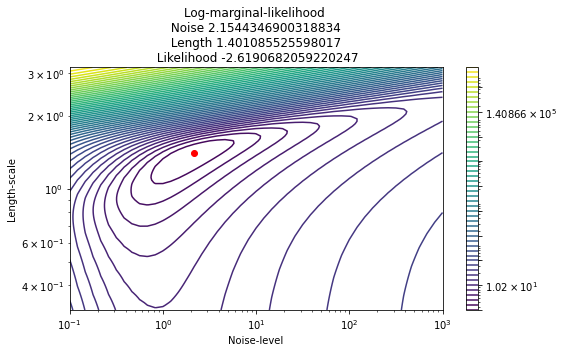 Log-marginal-likelihood
Noise 2.1544346900318834
Length 1.401085525598017
Likelihood -2.6190682059220247
3 × 10⁰
2 × 10⁰
10⁰
6 × 10⁻¹
4 × 10⁻¹
Length-scale
10⁻¹
10⁰
10¹
10²
10³
Noise-level
1.40866 × 10⁵
1.02 × 10¹